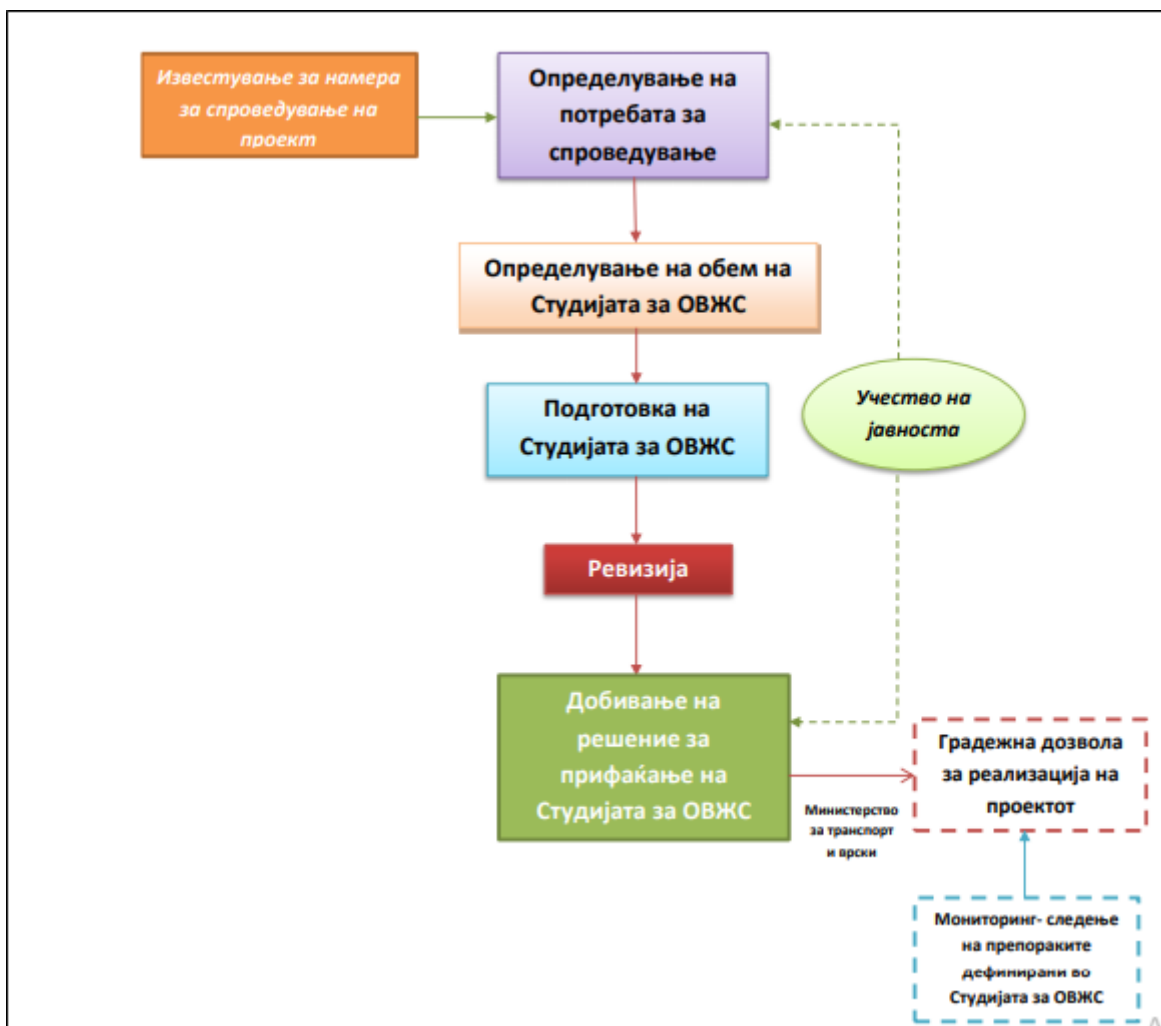 Известување за намера
за спроведување на
проект
Определување на
потребата за
спроведување
Определување на обем на
Студијата за ОВЖС
Подготовка на
Студијата за ОВЖС
Учество на
јавноста
Ревизија
Добивање на
решение за
прифаќање на
Студијата за ОВЖС
Министерство
за транспорт
и врски
Градежна дозвола
за реализација на
проектот
Мониторинг- следење
на препораките
дефинирани во
Студијата за ОВЖС